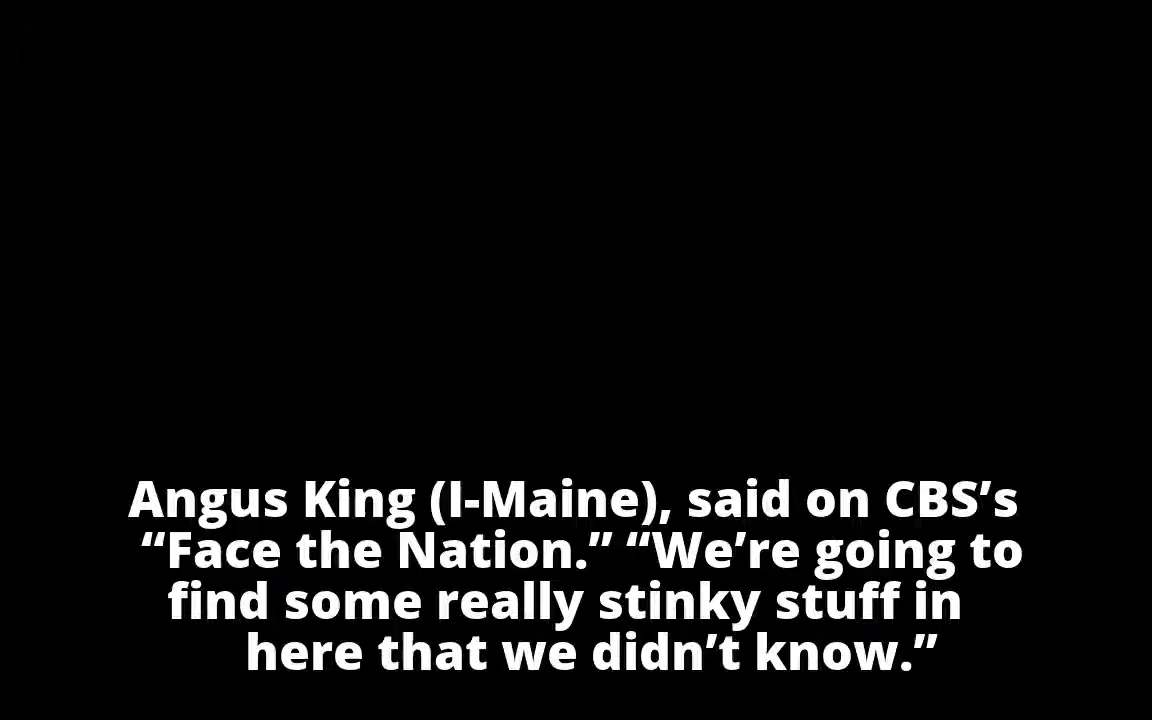 Angus King (I-Maine), said on CBS’s
“Face the Nation.” “We’re going to
find some really stinky stuff in
here that we didn’t know.”